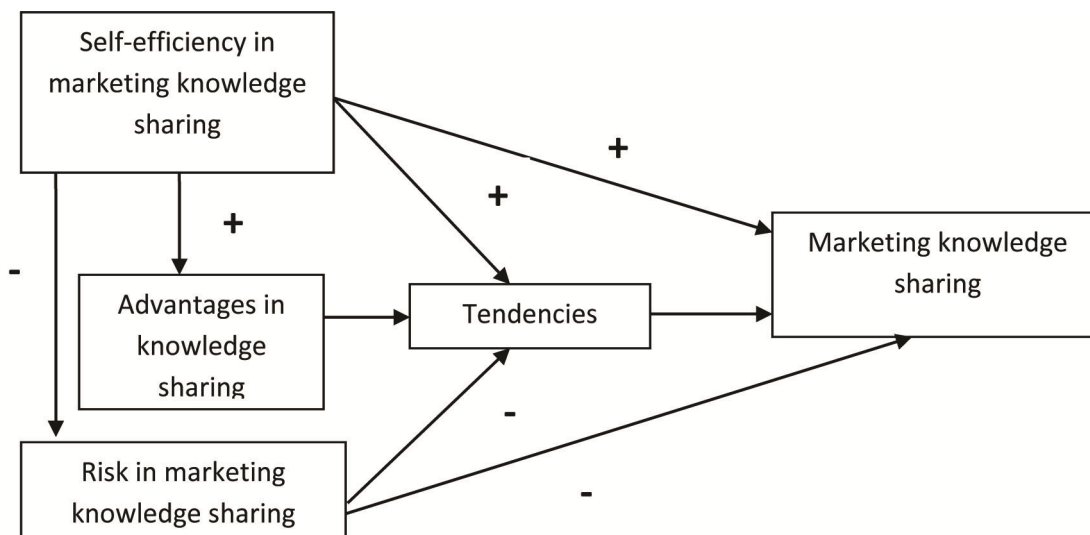 Self-efficiency in
marketing knowledge
sharing
+
+
+
-
Marketing knowledge
sharing
Advantages in
knowledge
sharing
Tendencies
-
-
Risk in marketing
knowledge sharing